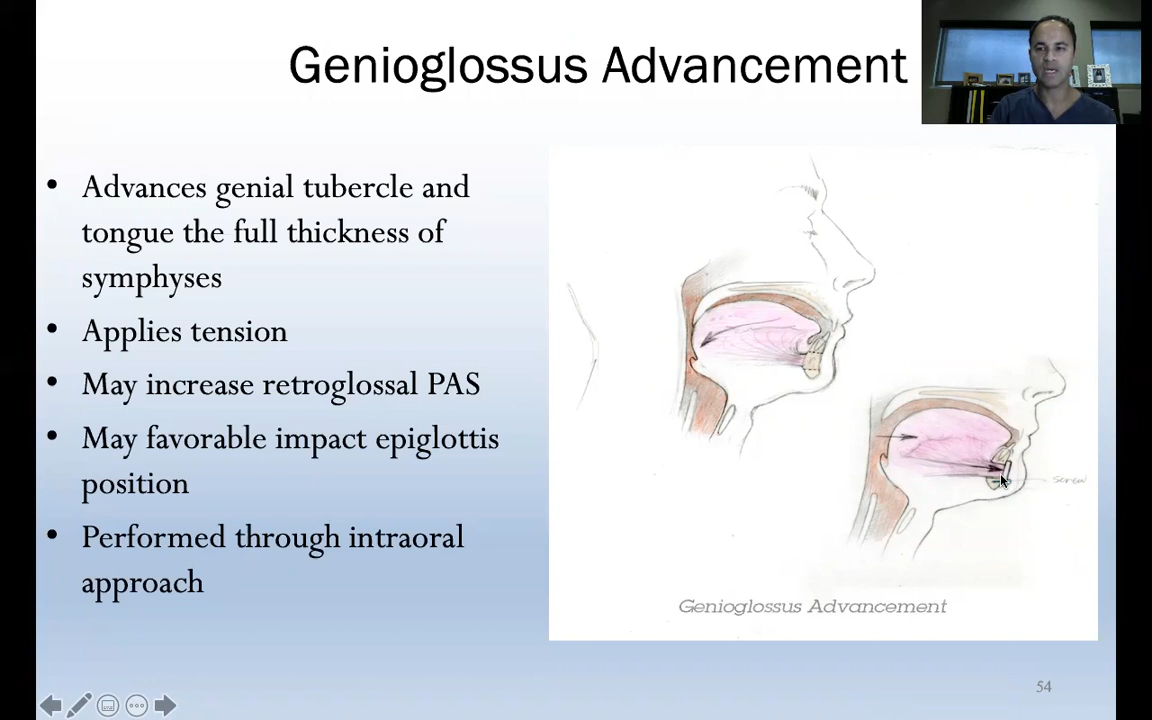 Genioglossus Advancement
• Advances genial tubercle and
tongue the full thickness of
symphyses
• Applies tension
• May increase retroglossal PAS
• May favorable impact epiglottis
position
• Performed through intraoral
approach
screw
Genioglossus Advancement
54